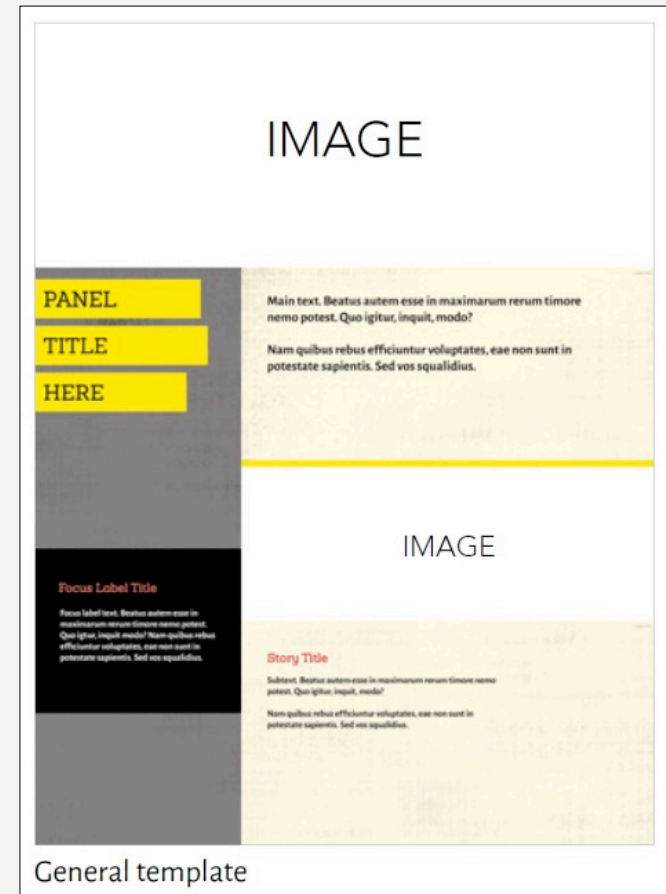 IMAGE
PANEL
TITLE
HERE
Main text. Beatus autem esse in maximarum rerum timore
nemo potest. Quo igitur, inquit, modo?
Nam quibus rebus efficiuntur voluptates, eae non sunt in
potestate sapientis. Sed vos squalidius.
IMAGE
Focus Label Title
Focus label text. Beatus autem esse in
maximarum rerum timore nemo potest.
Quo igitur, inquit modo? Nam quibus rebus
efficiuntur voluptates, eae non sunt in
potestate sapientis. Sed vos squalidius.
Story Title
Subtext. Beatus autem esse in maximarum rerum timore nemo
potest. Quo igitur, inquit, modo?
Nam quibus rebus efficiuntur voluptates, eae non sunt in
potestate sapientis. Sed vos squalidius.
General template